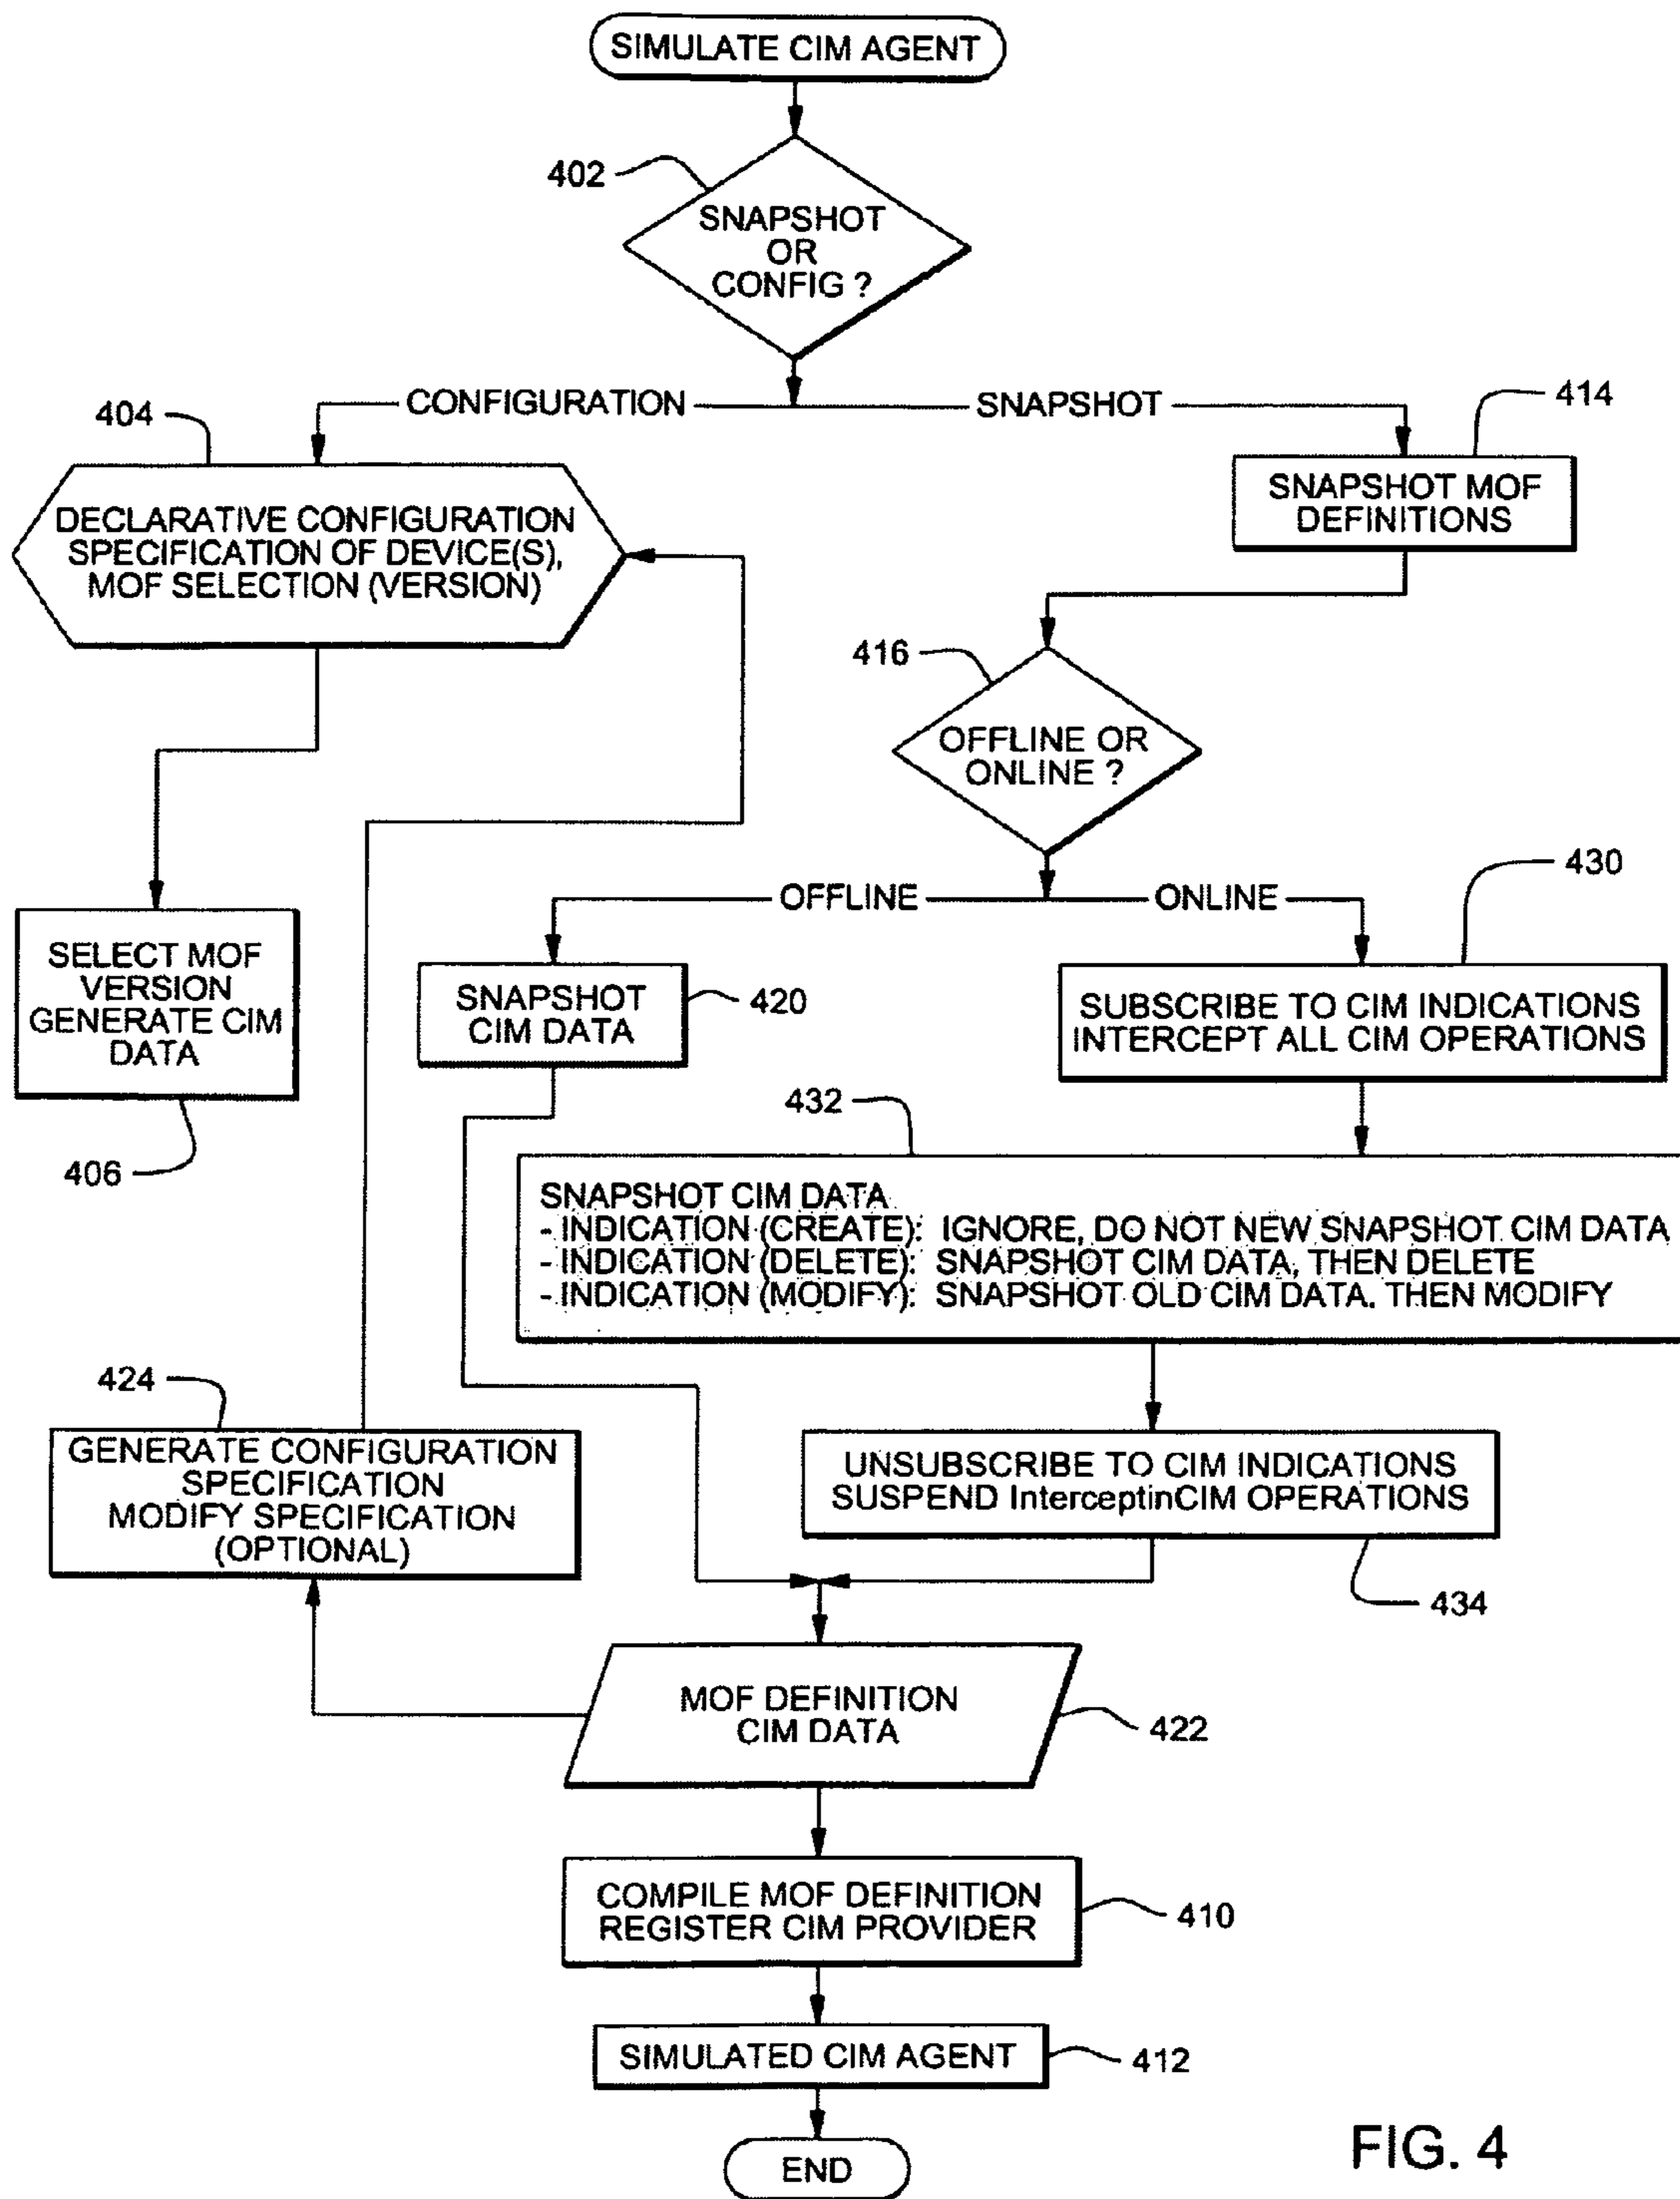 SIMULATE CIM AGENT
402
SNAPSHOT
OR
CONFIG ?
CONFIGURATION
SNAPSHOT
404
414
DECLARATIVE CONFIGURATION
SPECIFICATION OF DEVICE(S),
MOF SELECTION (VERSION)
SNAPSHOT MOF
DEFINITIONS
416
OFFLINE OR
ONLINE ?
430
OFFLINE
ONLINE
SELECT MOF
VERSION
GENERATE CIM
DATA
406
SNAPSHOT
CIM DATA
420
SUBSCRIBE TO CIM INDICATIONS
INTERCEPT ALL CIM OPERATIONS
432
SNAPSHOT CIM DATA
- INDICATION (CREATE): IGNORE, DO NOT NEW SNAPSHOT CIM DATA
- INDICATION (DELETE): SNAPSHOT CIM DATA, THEN DELETE
- INDICATION (MODIFY): SNAPSHOT OLD CIM DATA. THEN MODIFY
424
GENERATE CONFIGURATION
SPECIFICATION
MODIFY SPECIFICATION
(OPTIONAL)
UNSUBSCRIBE TO CIM INDICATIONS
SUSPEND InterceptinCIM OPERATIONS
434
MOF DEFINITION
CIM DATA
422
COMPILE MOF DEFINITION
REGISTER CIM PROVIDER
410
SIMULATED CIM AGENT
412
END
FIG. 4